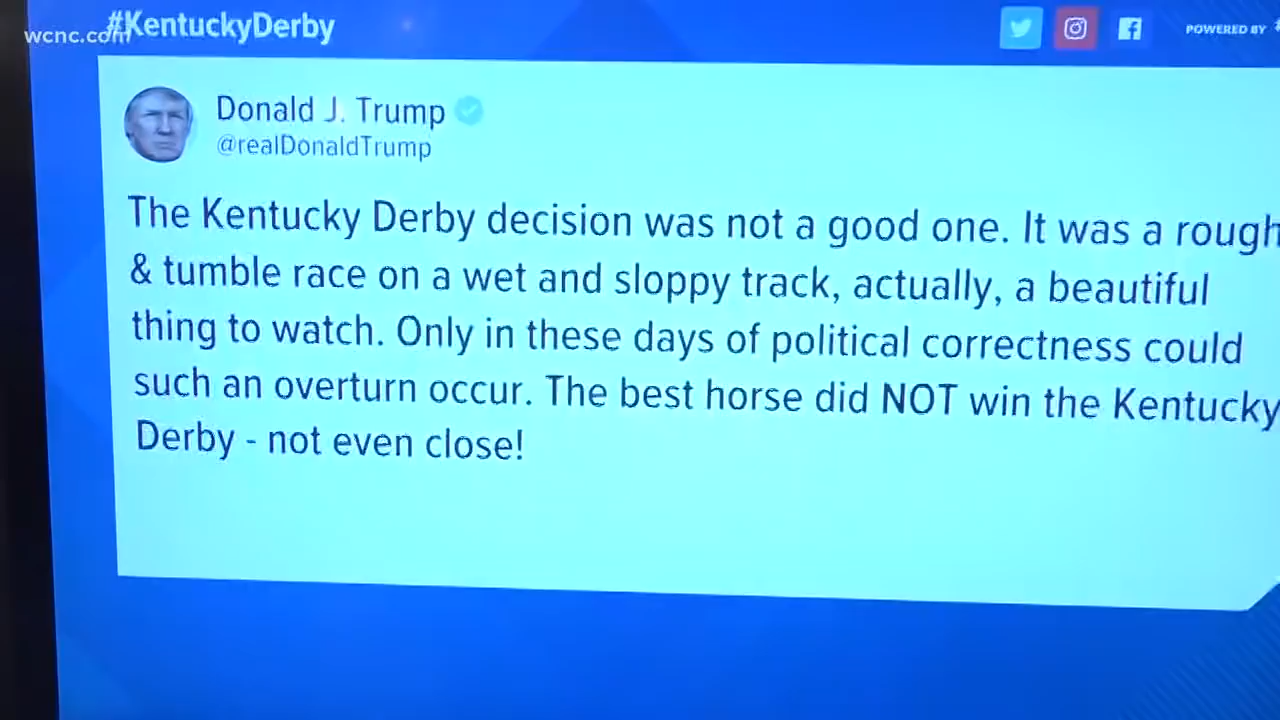 wcnc.com
#KentuckyDerby
POWERED BY
Donald J. Trump
@realDonaldTrump
The Kentucky Derby decision was not a good one. It was a rough
& tumble race on a wet and sloppy track, actually, a beautiful
thing to watch. Only in these days of political correctness could
such an overturn occur. The best horse did NOT win the Kentucky
Derby - not even close!